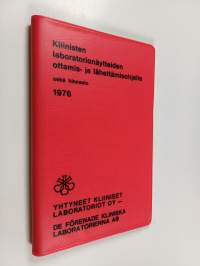 Kliinisten
laboratorionäytteiden
ottamis- ja lähettämisohjeita
sekä hinnasto
1976
YHTYNEET KLIINISET
LABORATORIOT OY —
DE FÖRENADE KLINISKA
LABORATORIERNA AB